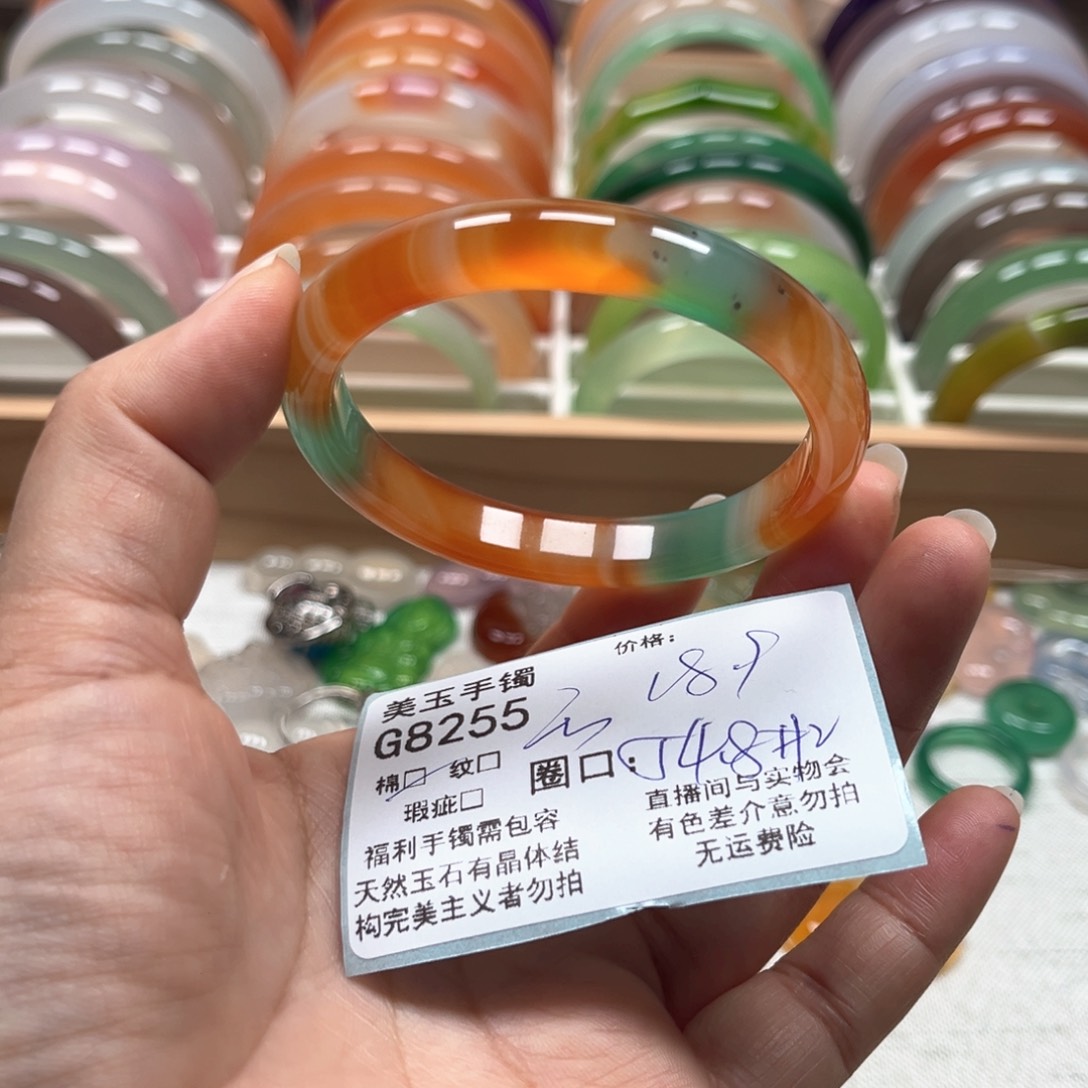 价格: 189
美玉手镯
G8255
棉□ 纹□
圈口:
瑕疵□
福利手镯需包容
天然玉石有晶体结
构完美主义者勿拍
直播间与实物会
有色差介意勿拍
无运费险